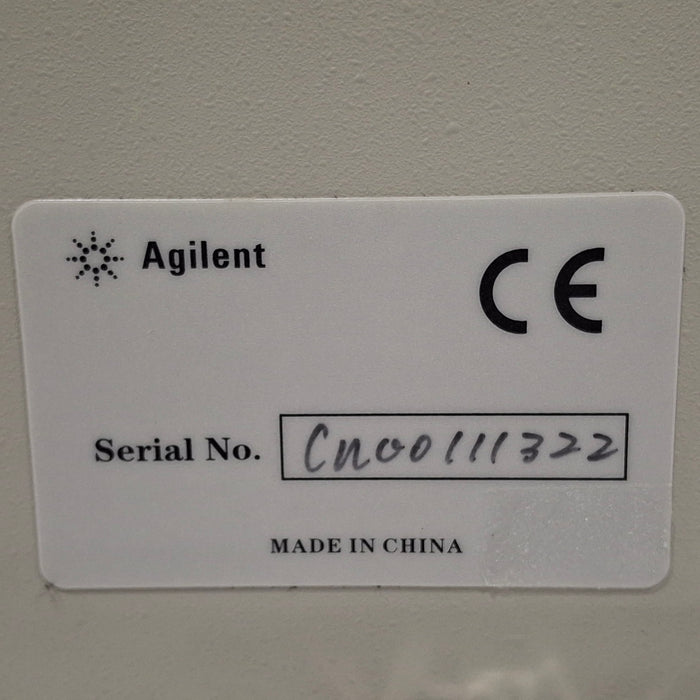 Agilent
CE
Serial No. CN00111322
MADE IN CHINA